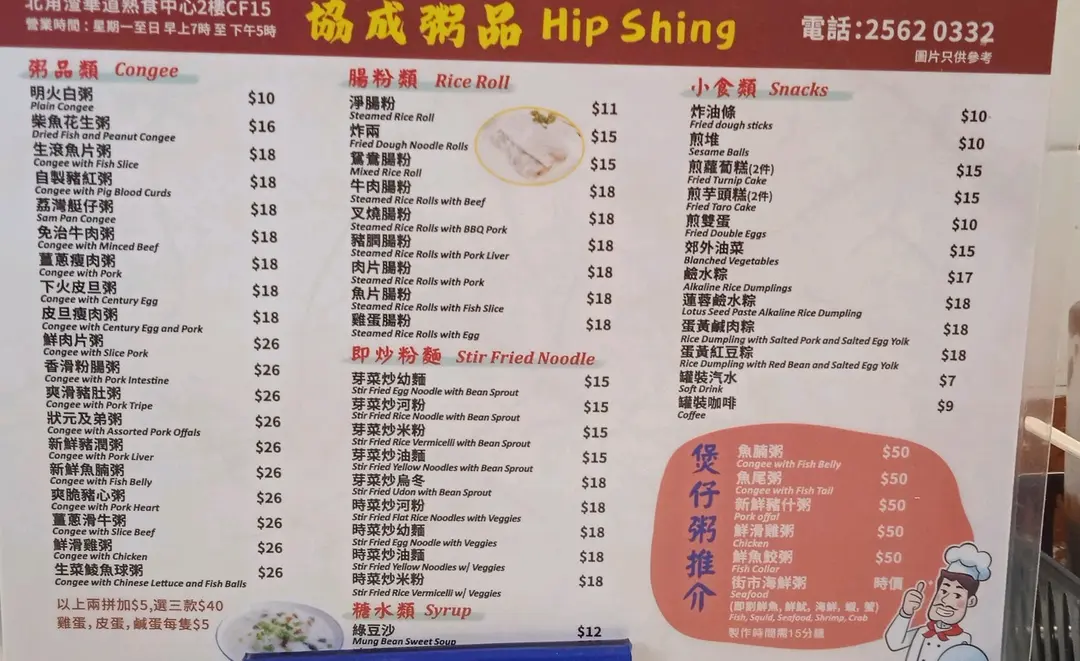 北角渣華道熟食中心2樓CF15
營業時間：星期一至日 早上7時 至 下午5時
協成粥品 Hip Shing
電話:2562 0332
圖片只供參考
粥品類 Congee
明火白粥 $10
Plain Congee
柴魚花生粥 $16
Dried Fish and Peanut Congee
生滾魚片粥 $18
Congee with Fish Slice
自製豬紅粥 $18
Congee with Pig Blood Curds
荔灣艇仔粥 $18
Sam Pan Congee
免治牛肉粥 $18
Congee with Minced Beef
薑蔥瘦肉粥 $18
Congee with Pork
下火皮旦粥 $18
Congee with Century Egg
皮旦瘦肉粥 $18
Congee with Century Egg and Pork
鮮肉片粥 $26
Congee with Slice Pork
香滑粉腸粥 $26
Congee with Pork Intestine
爽滑豬肚粥 $26
Congee with Pork Tripe
狀元及弟粥 $26
Congee with Assorted Pork Offals
新鮮豬潤粥 $26
Congee with Pork Liver
新鮮魚腩粥 $26
Congee with Fish Belly
爽脆豬心粥 $26
Congee with Pork Heart
薑蔥滑牛粥 $26
Congee with Slice Beef
鮮滑雞粥 $26
Congee with Chicken
生菜鯪魚球粥 $26
Congee with Chinese Lettuce and Fish Balls
以上兩拼加$5,選三款$40
雞蛋,皮蛋,鹹蛋每隻$5
腸粉類 Rice Roll
淨腸粉 $11
Steamed Rice Roll
炸兩 $15
Fried Dough Noodle Rolls
鴛鴦腸粉 $15
Mixed Rice Roll
牛肉腸粉 $18
Steamed Rice Rolls with Beef
叉燒腸粉 $18
Steamed Rice Rolls with BBQ Pork
豬膶腸粉 $18
Steamed Rice Rolls with Pork Liver
肉片腸粉 $18
Steamed Rice Rolls with Pork
魚片腸粉 $18
Steamed Rice Rolls with Fish Slice
雞蛋腸粉 $18
Steamed Rice Rolls with Egg
即炒粉麵 Stir Fried Noodle
芽菜炒幼麵 $15
Stir Fried Egg Noodle with Bean Sprout
芽菜炒河粉 $15
Stir Fried Rice Noodle with Bean Sprout
芽菜炒米粉 $15
Stir Fried Rice Vermicelli with Bean Sprout
芽菜炒油麵 $15
Stir Fried Yellow Noodles with Bean Sprout
芽菜炒烏冬 $18
Stir Fried Udon with Bean Sprout
時菜炒河粉 $18
Stir Fried Flat Rice Noodles with Veggies
時菜炒幼麵 $18
Stir Fried Egg Noodle with Veggies
時菜炒油麵 $18
Stir Fried Yellow Noodles w/ Veggies
時菜炒米粉 $18
Stir Fried Rice Vermicelli w/ Veggies
糖水類 Syrup
綠豆沙 $12
Mung Bean Sweet Soup
小食類 Snacks
炸油條 $10
Fried dough sticks
煎堆 $10
Sesame Balls
煎蘿蔔糕(2件) $15
Fried Turnip Cake
煎芋頭糕(2件) $15
Fried Taro Cake
煎雙蛋 $10
Fried Double Eggs
郊外油菜 $15
Blanched Vegetables
鹼水粽 $17
Alkaline Rice Dumplings
蓮蓉鹼水粽 $18
Lotus Seed Paste Alkaline Rice Dumpling
蛋黃鹹肉粽 $18
Rice Dumpling with Salted Pork and Salted Egg Yolk
蛋黃紅豆粽 $18
Rice Dumpling with Red Bean and Salted Egg Yolk
罐裝汽水 $7
Soft Drink
罐裝咖啡 $9
Coffee
煲仔粥推介
魚腩粥 $50
Congee with Fish Belly
魚尾粥 $50
Congee with Fish Tail
新鮮豬什粥 $50
Pork offal
鮮滑雞粥 $50
Chicken
鮮魚鮫粥 $50
Fish Collar
街市海鮮粥 時價
Seafood
(即劏鮮魚, 鮮魷, 海鮮, 蝦, 蟹)
Fish, Squid, Seafood, Shrimp, Crab
製作時間需15分鐘